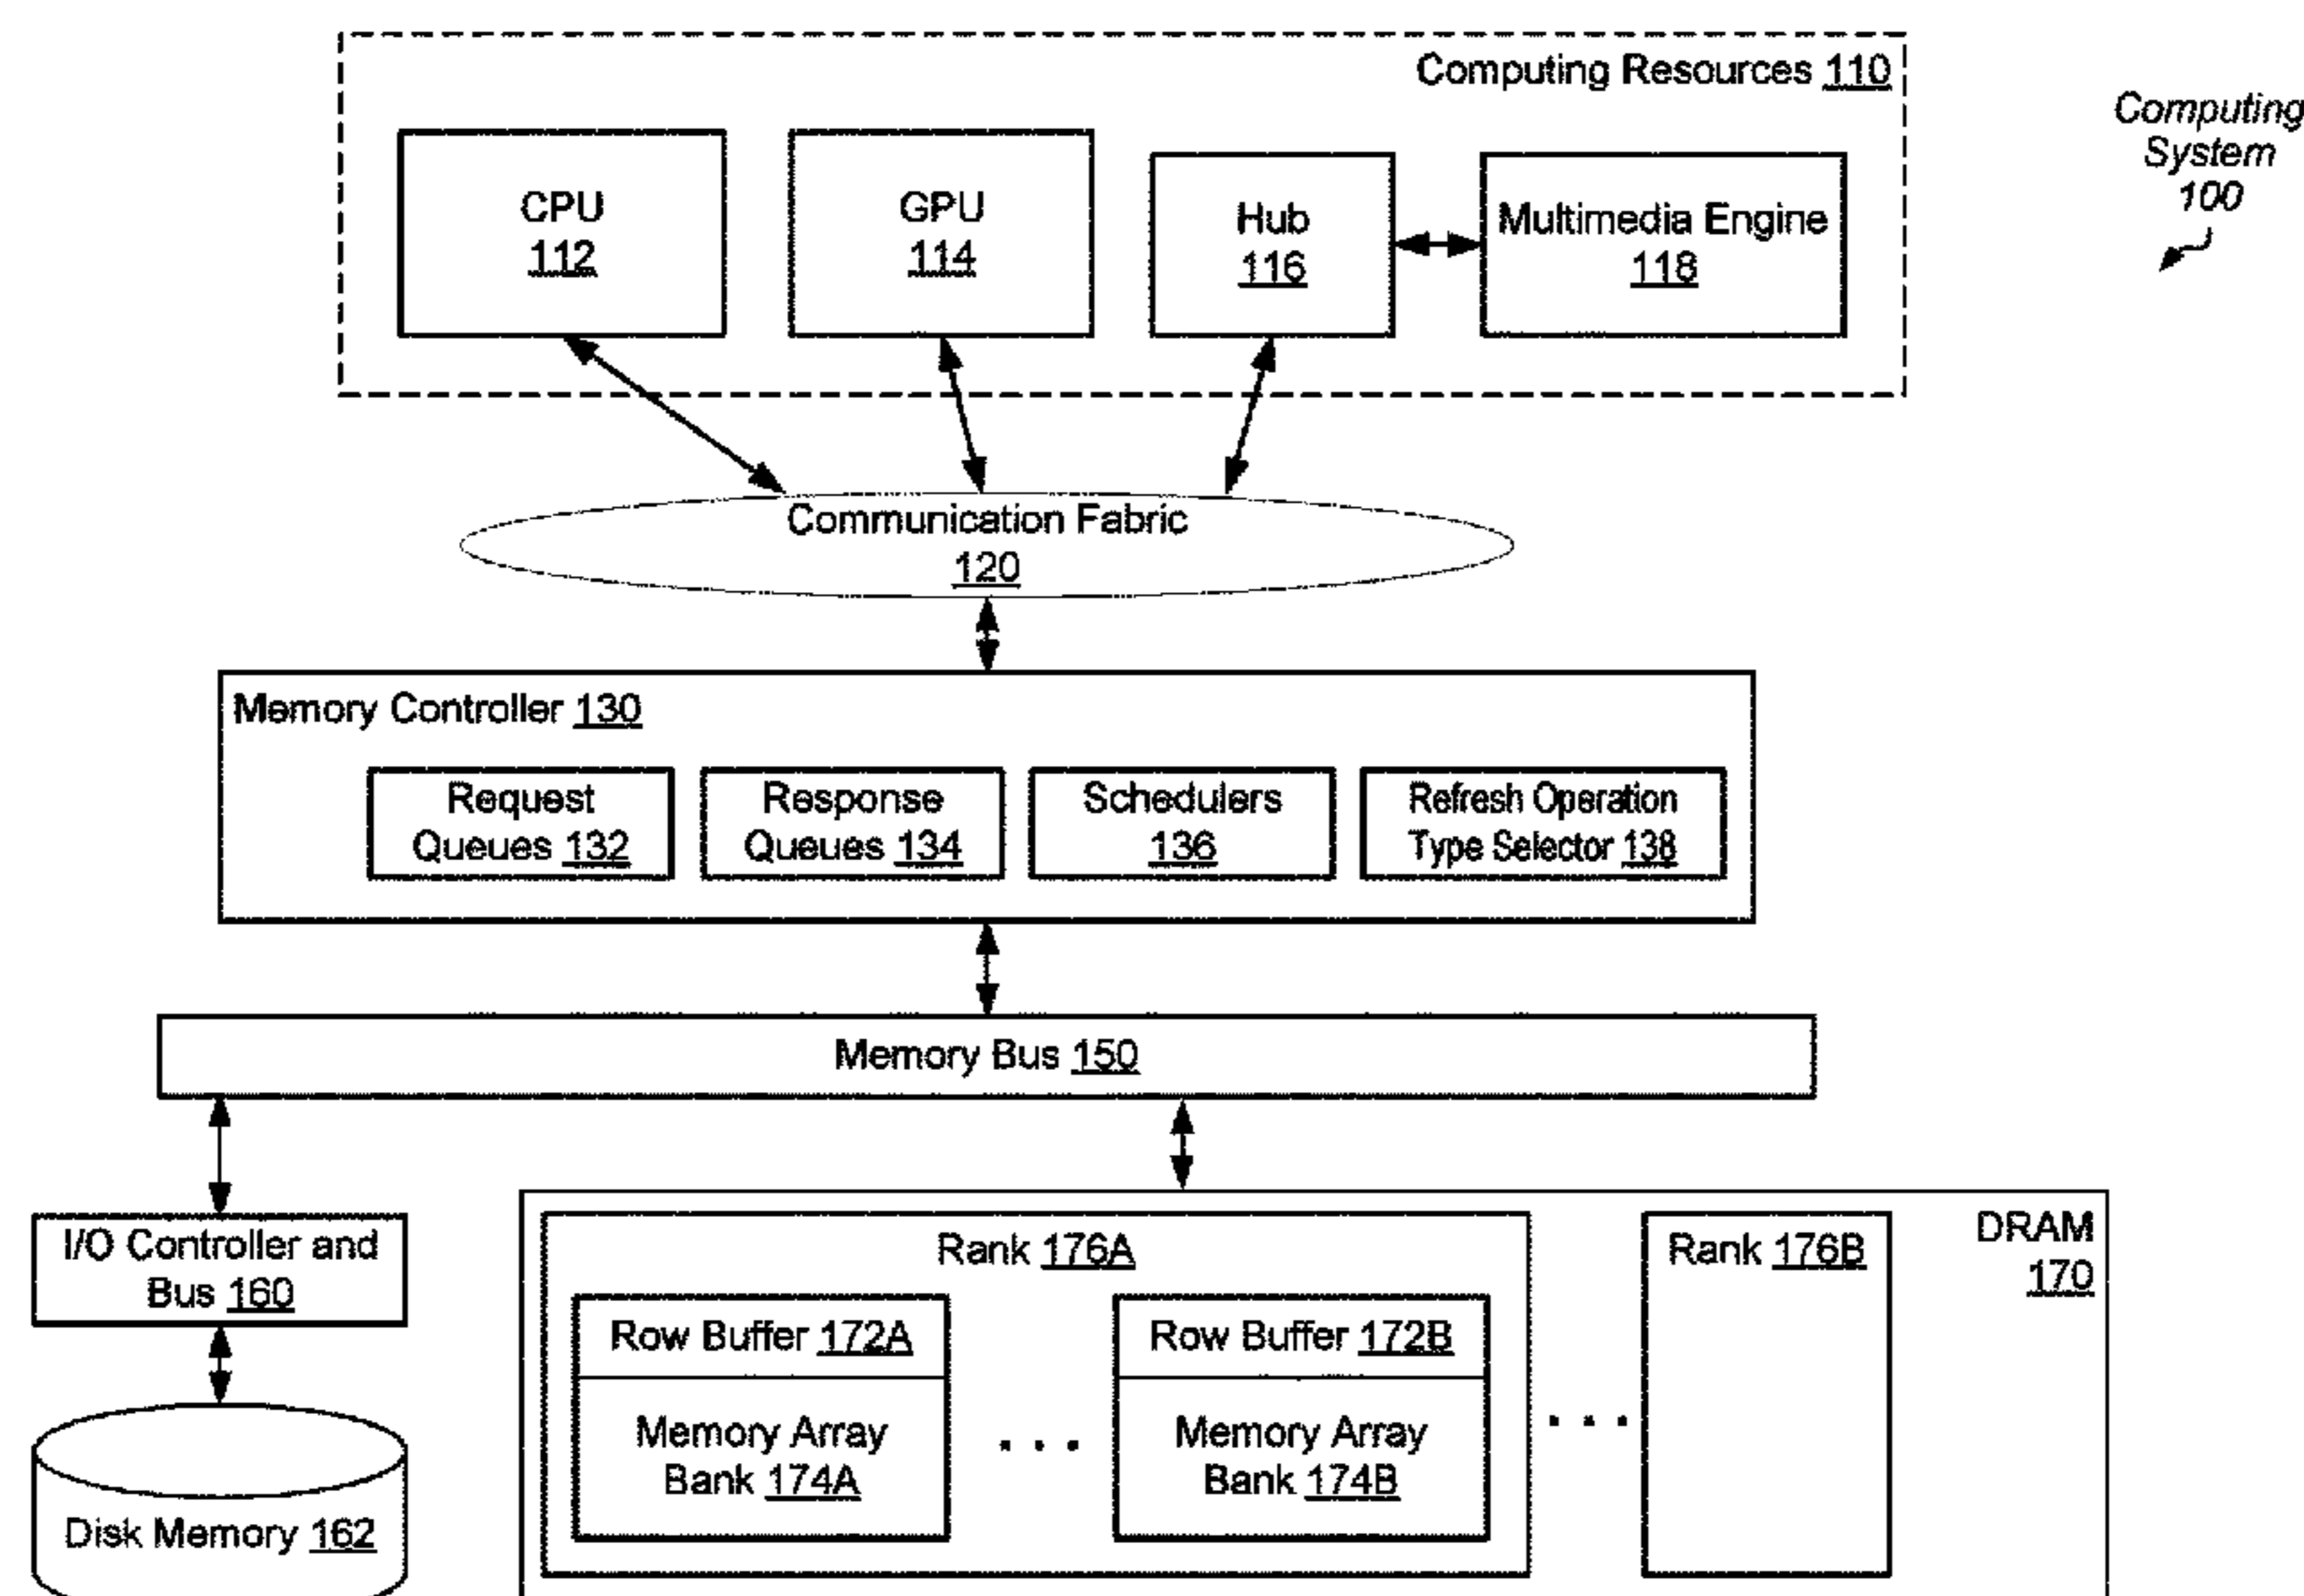 Computing Resources 110
Computing
System
100
CPU
112
GPU
114
Hub
116
Multimedia Engine
118
Communication Fabric
120
Memory Controller 130
Request
Queues 132
Response
Queues 134
Schedulers
136
Refresh Operation
Type Selector 138
Memory Bus 150
I/O Controller and
Bus 160
Disk Memory 162
DRAM
170
Rank 176A
Row Buffer 172A
Memory Array
Bank 174A
. . .
Row Buffer 172B
Memory Array
Bank 174B
. . .
Rank 176B